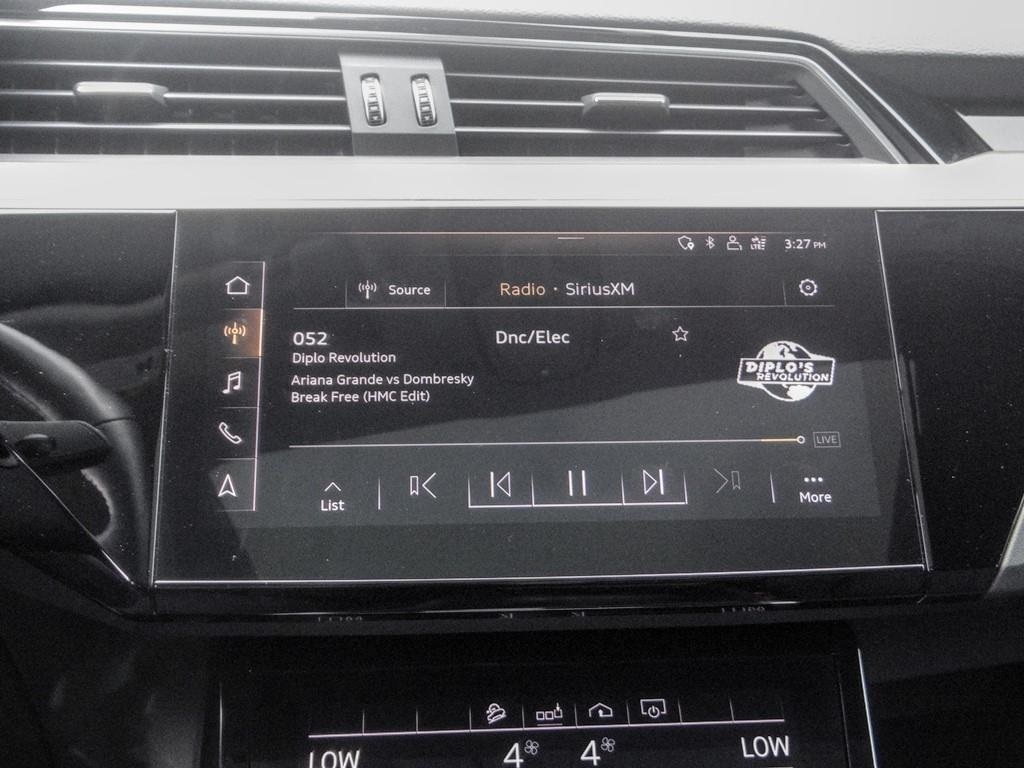 LTE
3:27 PM
Source
Radio · SiriusXM
052
Dnc/Elec
Diplo Revolution
Ariana Grande vs Dombresky
Break Free (HMC Edit)
DIPLO'S
REVOLUTION
LIVE
List
More
LOW
4
4
LOW